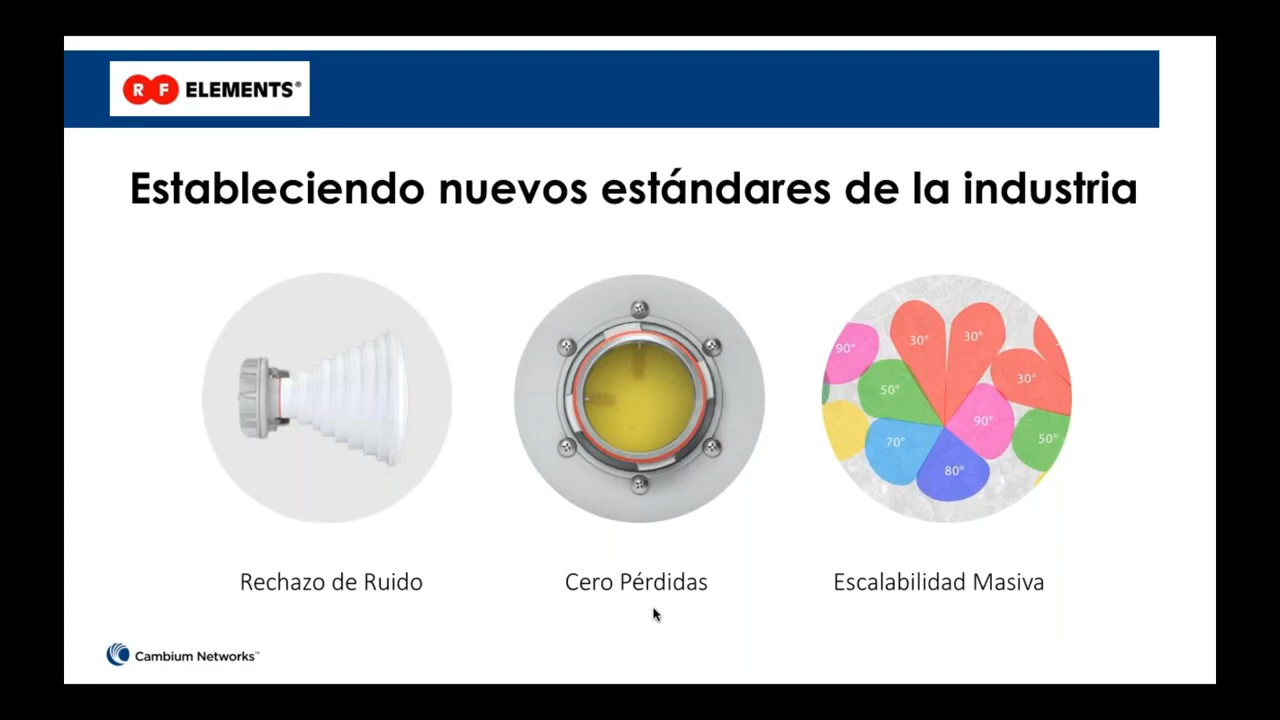 RF ELEMENTS®
Estableciendo nuevos estándares de la industria
90°
30°
30°
50°
30°
90°
50°
70°
80°
Rechazo de Ruido
Cero Pérdidas
Escalabilidad Masiva
Cambium Networks™